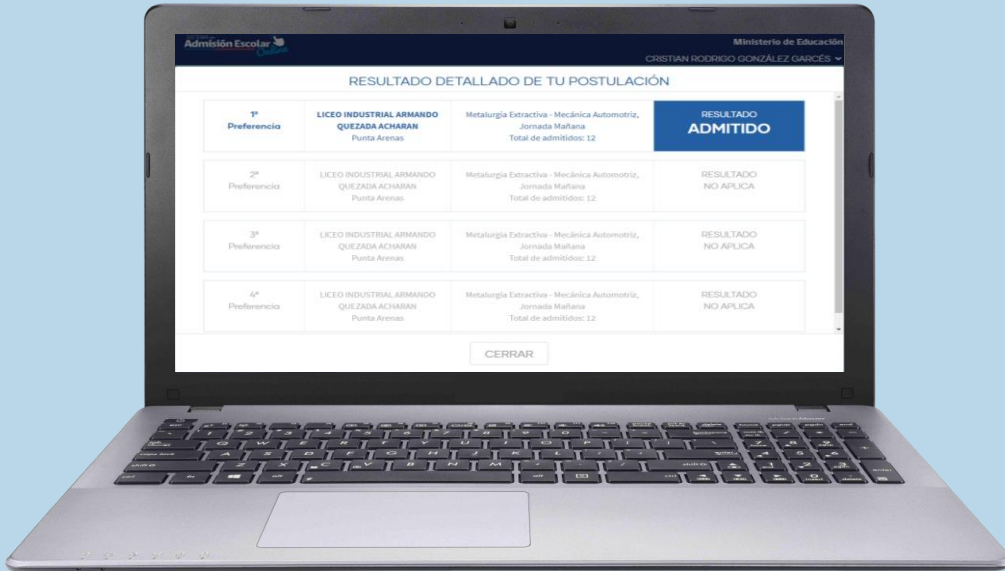 Admisión Escolar
Online
Ministerio de Educación
CRISTIAN RODRIGO GONZÁLEZ GARCÉS
RESULTADO DETALLADO DE TU POSTULACIÓN
1ª
Preferencia
LICEO INDUSTRIAL ARMANDO
QUEZADA ACHARAN
Punta Arenas
Metalurgia Extractiva - Mecánica Automotriz,
Jornada Mañana
Total de admitidos: 12
RESULTADO
ADMITIDO
2ª
Preferencia
LICEO INDUSTRIAL ARMANDO
QUEZADA ACHARAN
Punta Arenas
Metalurgia Extractiva - Mecánica Automotriz,
Jornada Mañana
Total de admitidos: 12
RESULTADO
NO APLICA
3ª
Preferencia
LICEO INDUSTRIAL ARMANDO
QUEZADA ACHARAN
Punta Arenas
Metalurgia Extractiva - Mecánica Automotriz,
Jornada Mañana
Total de admitidos: 12
RESULTADO
NO APLICA
4ª
Preferencia
LICEO INDUSTRIAL ARMANDO
QUEZADA ACHARAN
Punta Arenas
Metalurgia Extractiva - Mecánica Automotriz,
Jornada Mañana
Total de admitidos: 12
RESULTADO
NO APLICA
CERRAR